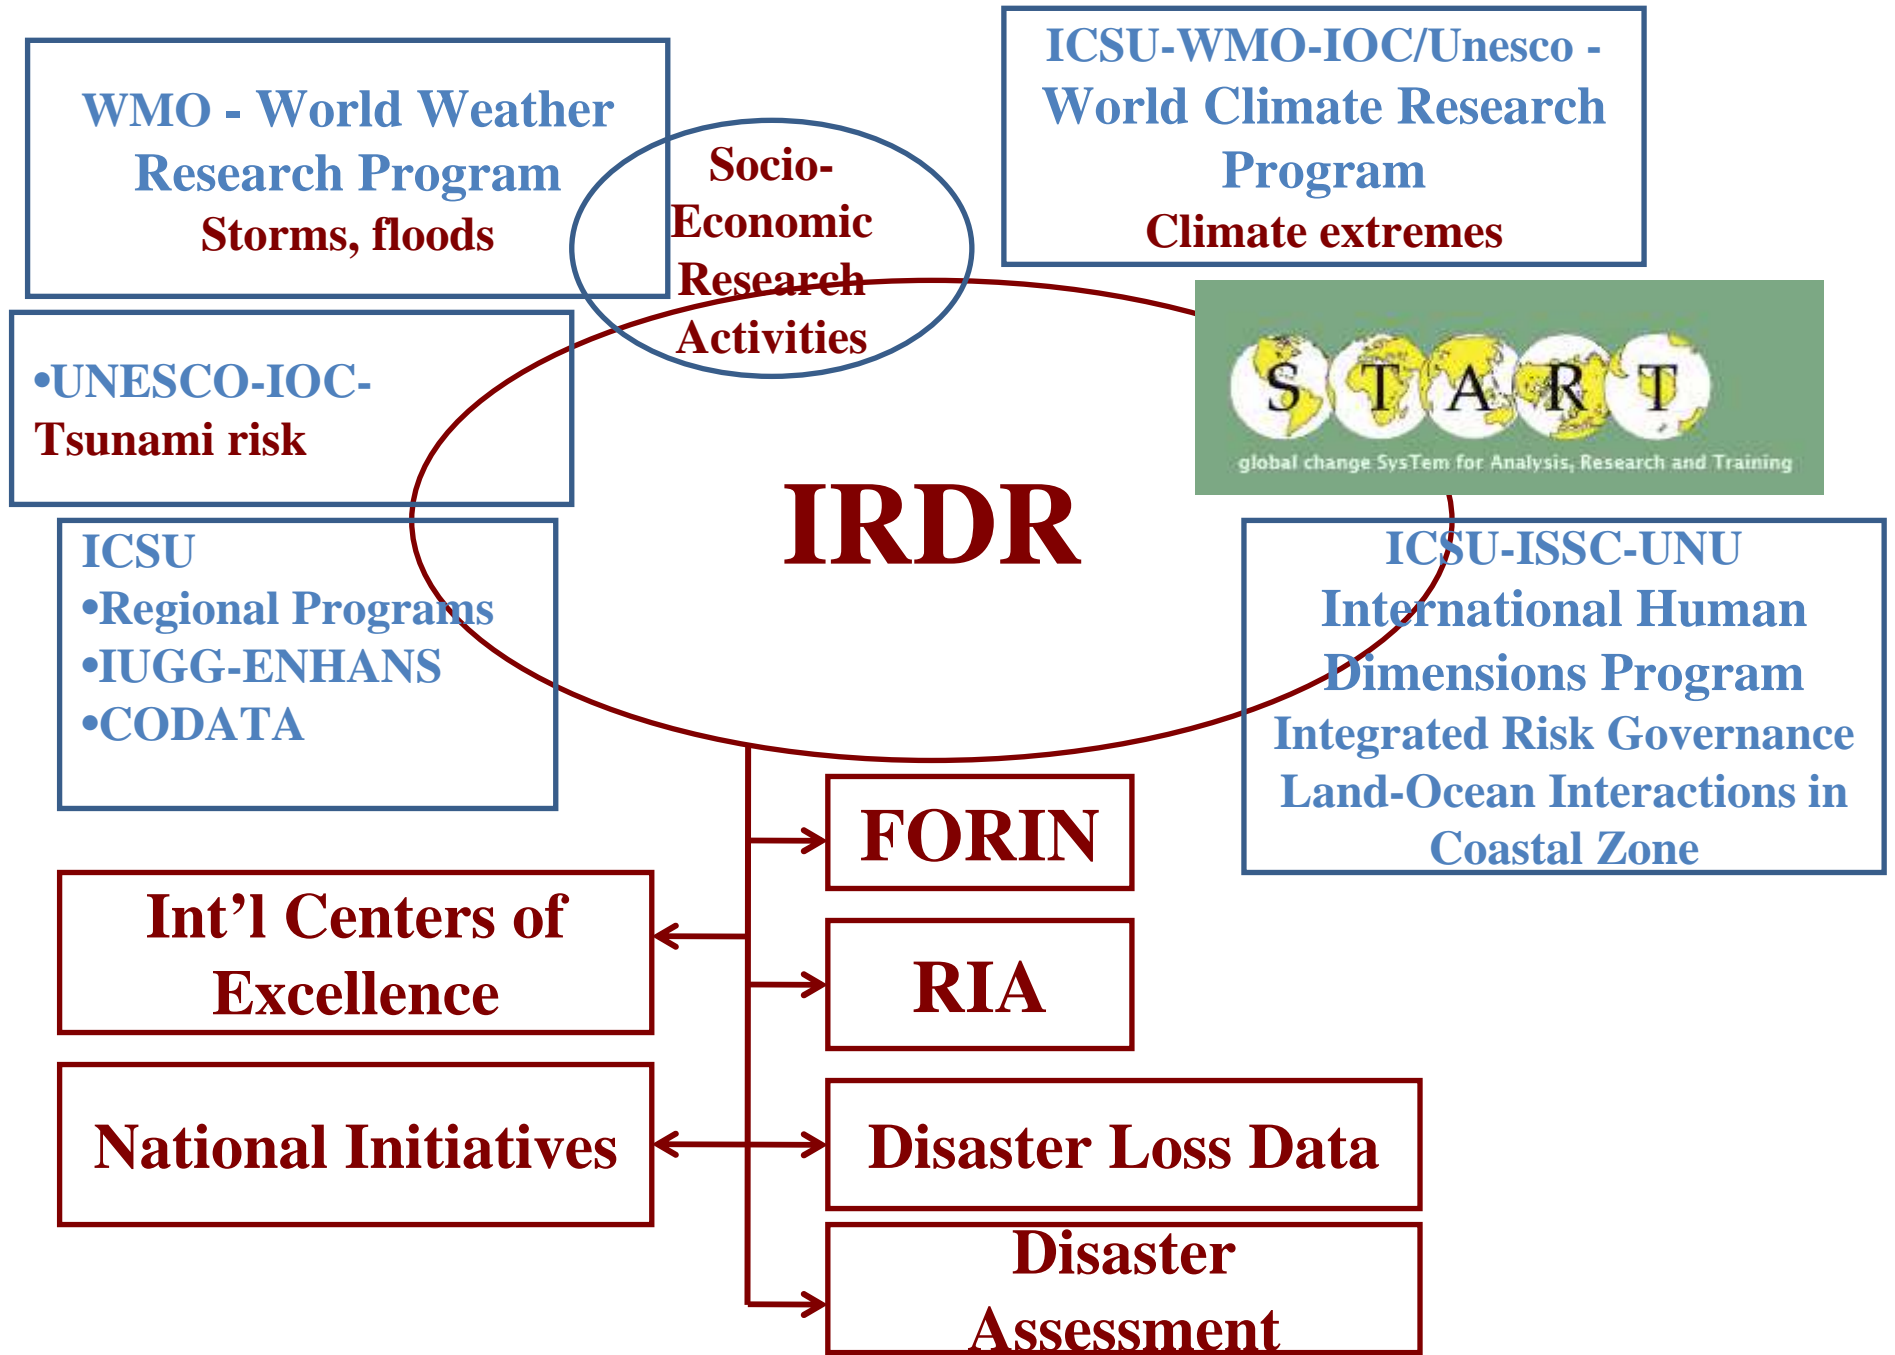 WMO - World Weather
Research Program
Storms, floods
Socio-
Economic
Research
Activities
ICSU-WMO-IOC/Unesco -
World Climate Research
Program
Climate extremes
•UNESCO-IOC-
Tsunami risk
S T A R T
global change SysTem for Analysis, Research and Training
IRDR
ICSU
•Regional Programs
•IUGG-ENHANS
•CODATA
ICSU-ISSC-UNU
International Human
Dimensions Program
Integrated Risk Governance
Land-Ocean Interactions in
Coastal Zone
FORIN
Int’l Centers of
Excellence
RIA
National Initiatives
Disaster Loss Data
Disaster
Assessment